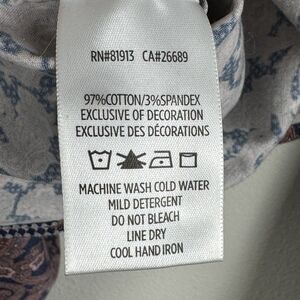 RN#81913 CA#26689
97%COTTON/3%SPANDEX
EXCLUSIVE OF DECORATION
EXCLUSIVE DES DÉCORATIONS
MACHINE WASH COLD WATER
MILD DETERGENT
DO NOT BLEACH
LINE DRY
COOL HAND IRON